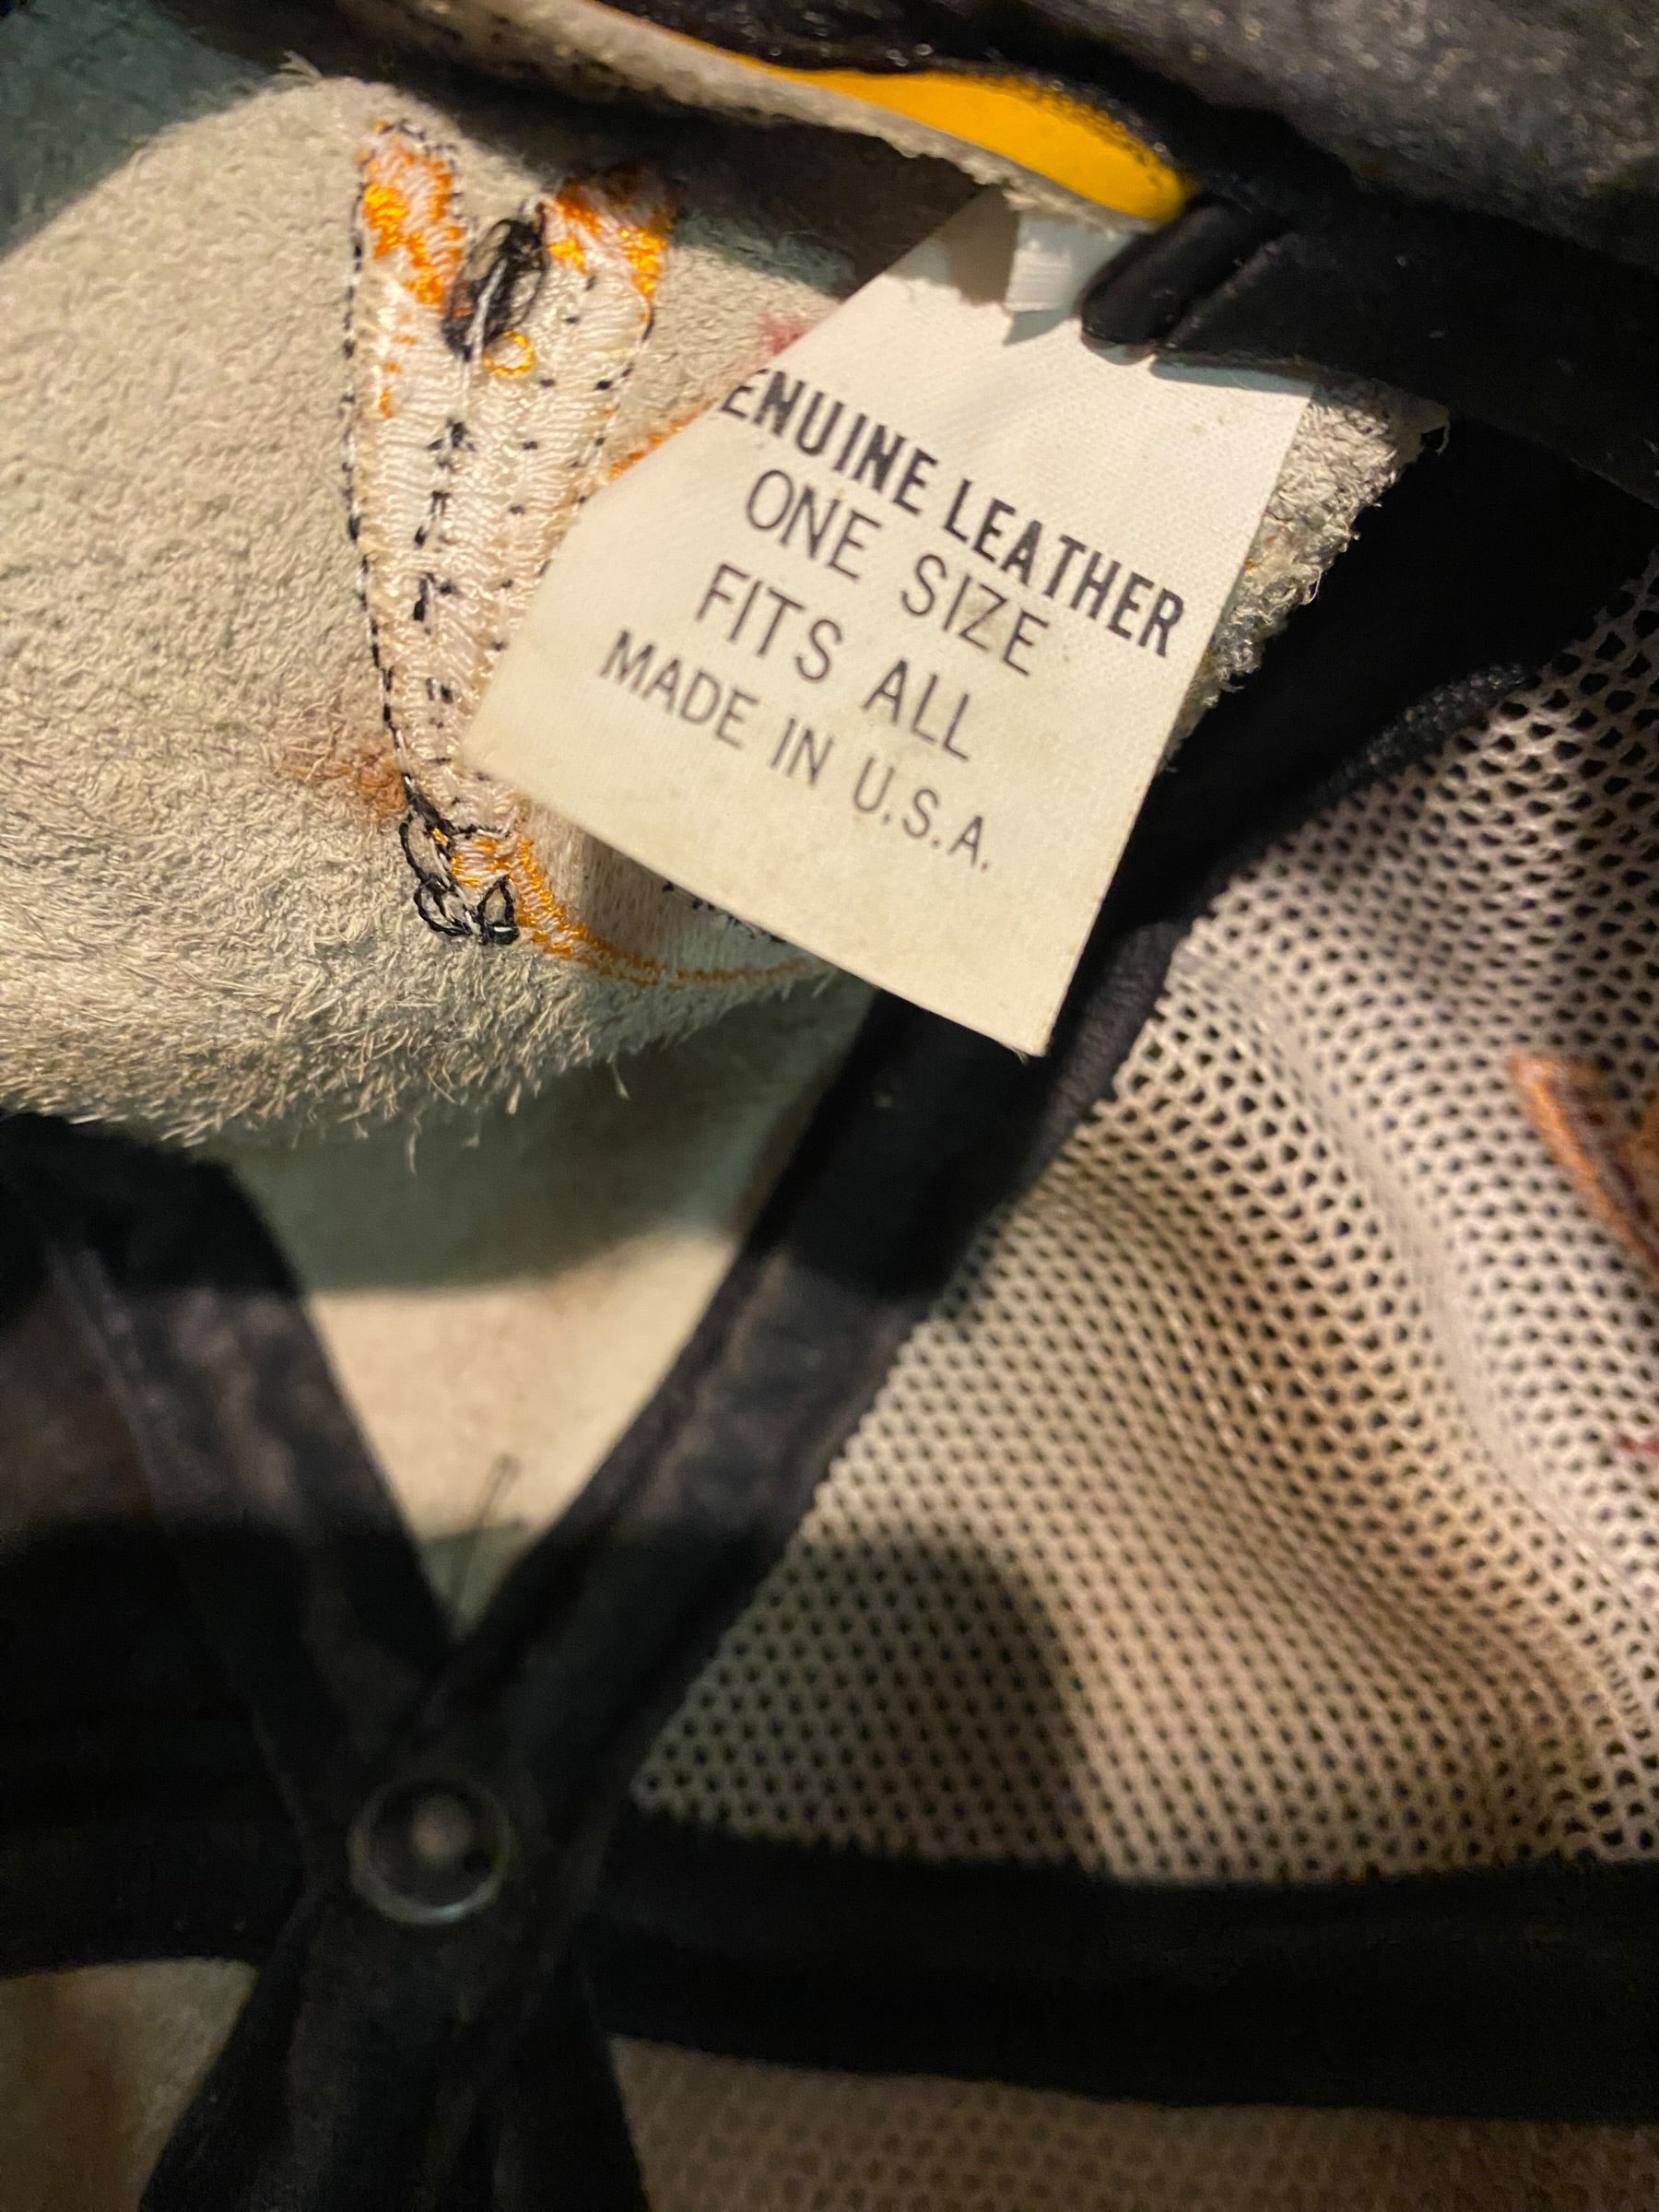 ENUINE LEATHER
ONE SIZE
FITS ALL
MADE IN U.S.A.